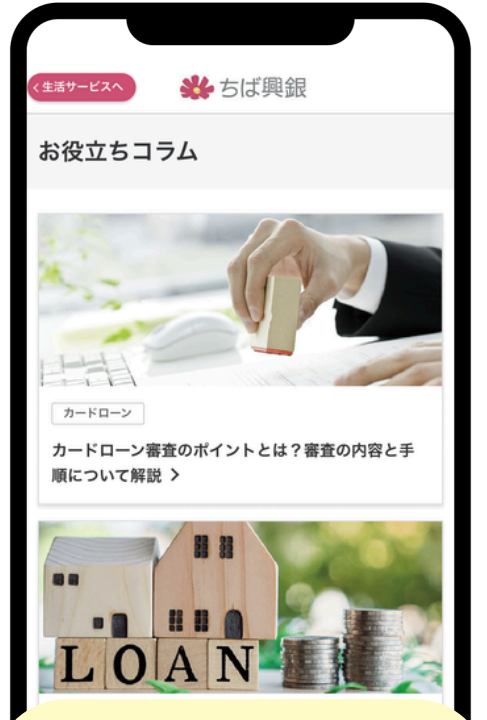 生活サービスへ
ちば興銀
お役立ちコラム
カードローン
カードローン審査のポイントとは？審査の内容と手
順について解説
LOAN